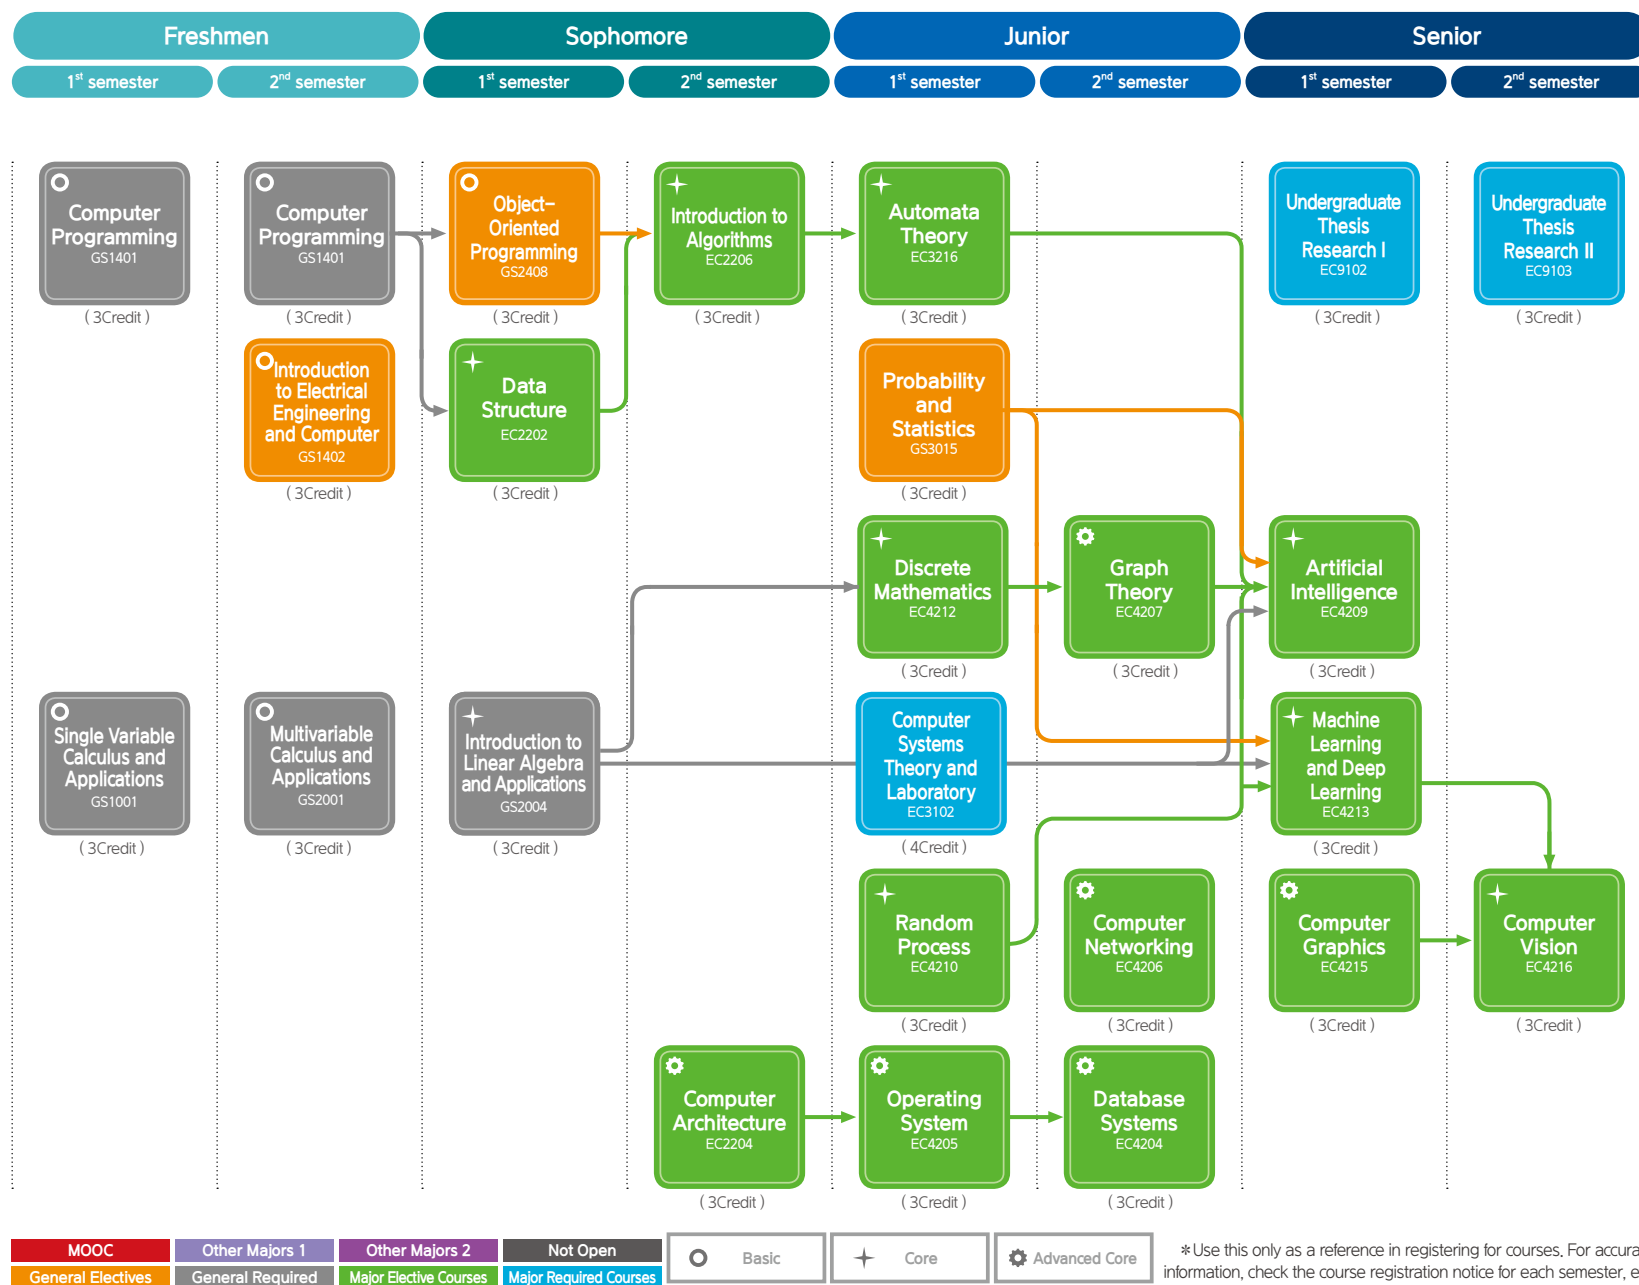 Freshmen
Sophomore
Junior
Senior
1st semester
2nd semester
1st semester
2nd semester
1st semester
2nd semester
1st semester
2nd semester
Computer
Programming
GS1401
( 3Credit )
Computer
Programming
GS1401
( 3Credit )
Object-
Oriented
Programming
GS2408
( 3Credit )
Introduction to
Algorithms
EC2206
( 3Credit )
Automata
Theory
EC3216
( 3Credit )
Undergraduate
Thesis
Research I
EC9102
( 3Credit )
Undergraduate
Thesis
Research II
EC9103
( 3Credit )
Introduction
to Electrical
Engineering
and Computer
GS1402
( 3Credit )
Data
Structure
EC2202
( 3Credit )
Probability
and
Statistics
GS3015
( 3Credit )
Discrete
Mathematics
EC4212
( 3Credit )
Graph
Theory
EC4207
( 3Credit )
Artificial
Intelligence
EC4209
( 3Credit )
Single Variable
Calculus and
Applications
GS1001
( 3Credit )
Multivariable
Calculus and
Applications
GS2001
( 3Credit )
Introduction to
Linear Algebra
and Applications
GS2004
( 3Credit )
Computer
Systems
Theory and
Laboratory
EC3102
( 4Credit )
Machine
Learning
and Deep
Learning
EC4213
( 3Credit )
Random
Process
EC4210
( 3Credit )
Computer
Networking
EC4206
( 3Credit )
Computer
Graphics
EC4215
( 3Credit )
Computer
Vision
EC4216
( 3Credit )
Computer
Architecture
EC2204
( 3Credit )
Operating
System
EC4205
( 3Credit )
Database
Systems
EC4204
( 3Credit )
MOOC
Other Majors 1
Other Majors 2
Not Open
General Electives
General Required
Major Elective Courses
Major Required Courses
Basic
Core
Advanced Core
*Use this only as a reference in registering for courses. For accura
information, check the course registration notice for each semester, e